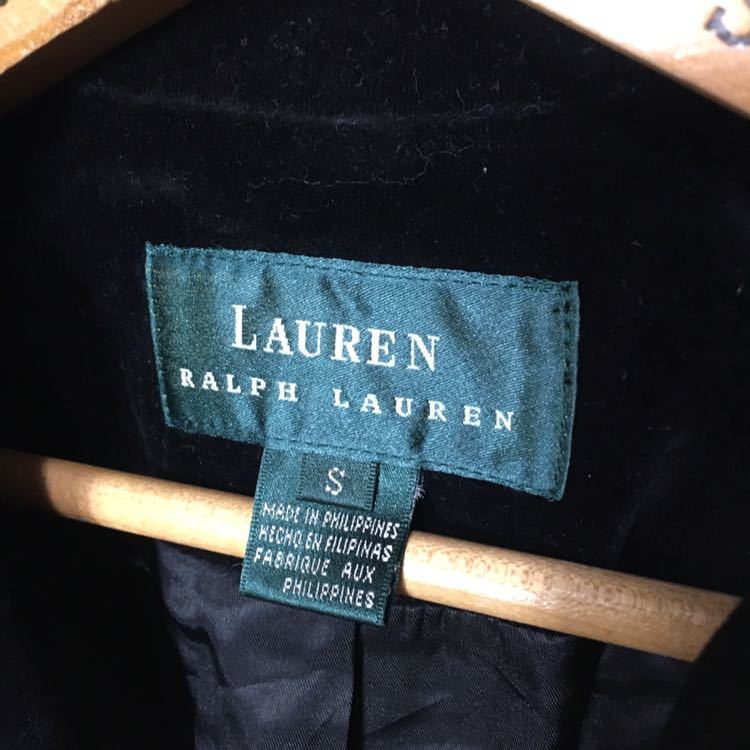 LAUREN
RALPH LAUREN
S
MADE IN PHILIPPINES
HECHO EN FILIPINAS
FABRIQUE AUX
PHILIPPINES